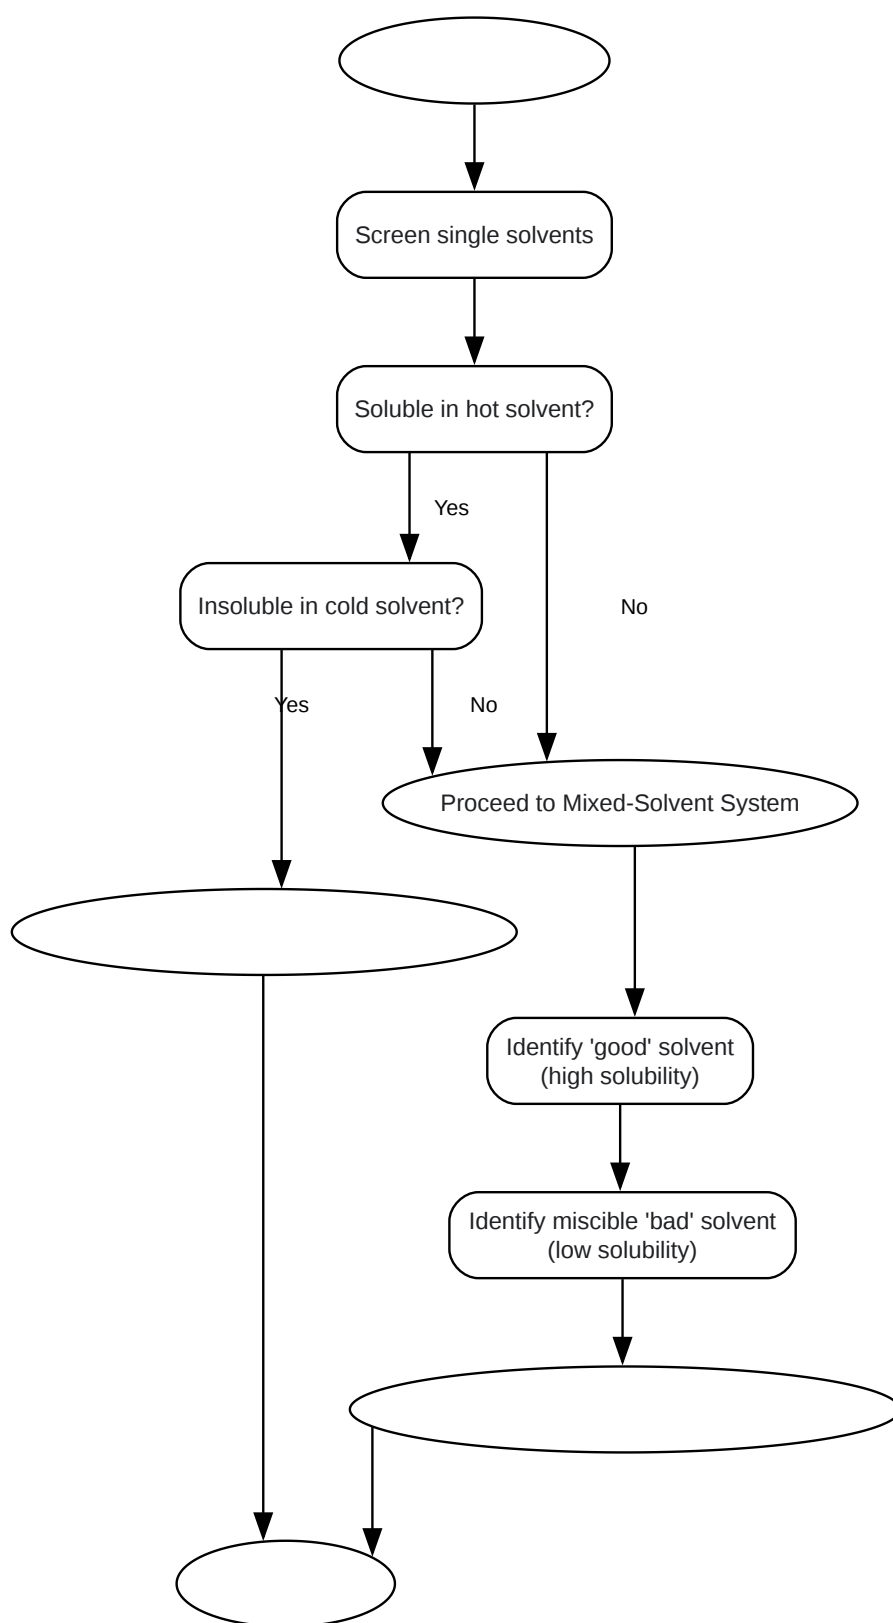 Screen single solvents
Soluble in hot solvent?
Yes
Insoluble in cold solvent?
No
Yes
No
Proceed to Mixed-Solvent System
Identify 'good' solvent
(high solubility)
Identify miscible 'bad' solvent
(low solubility)